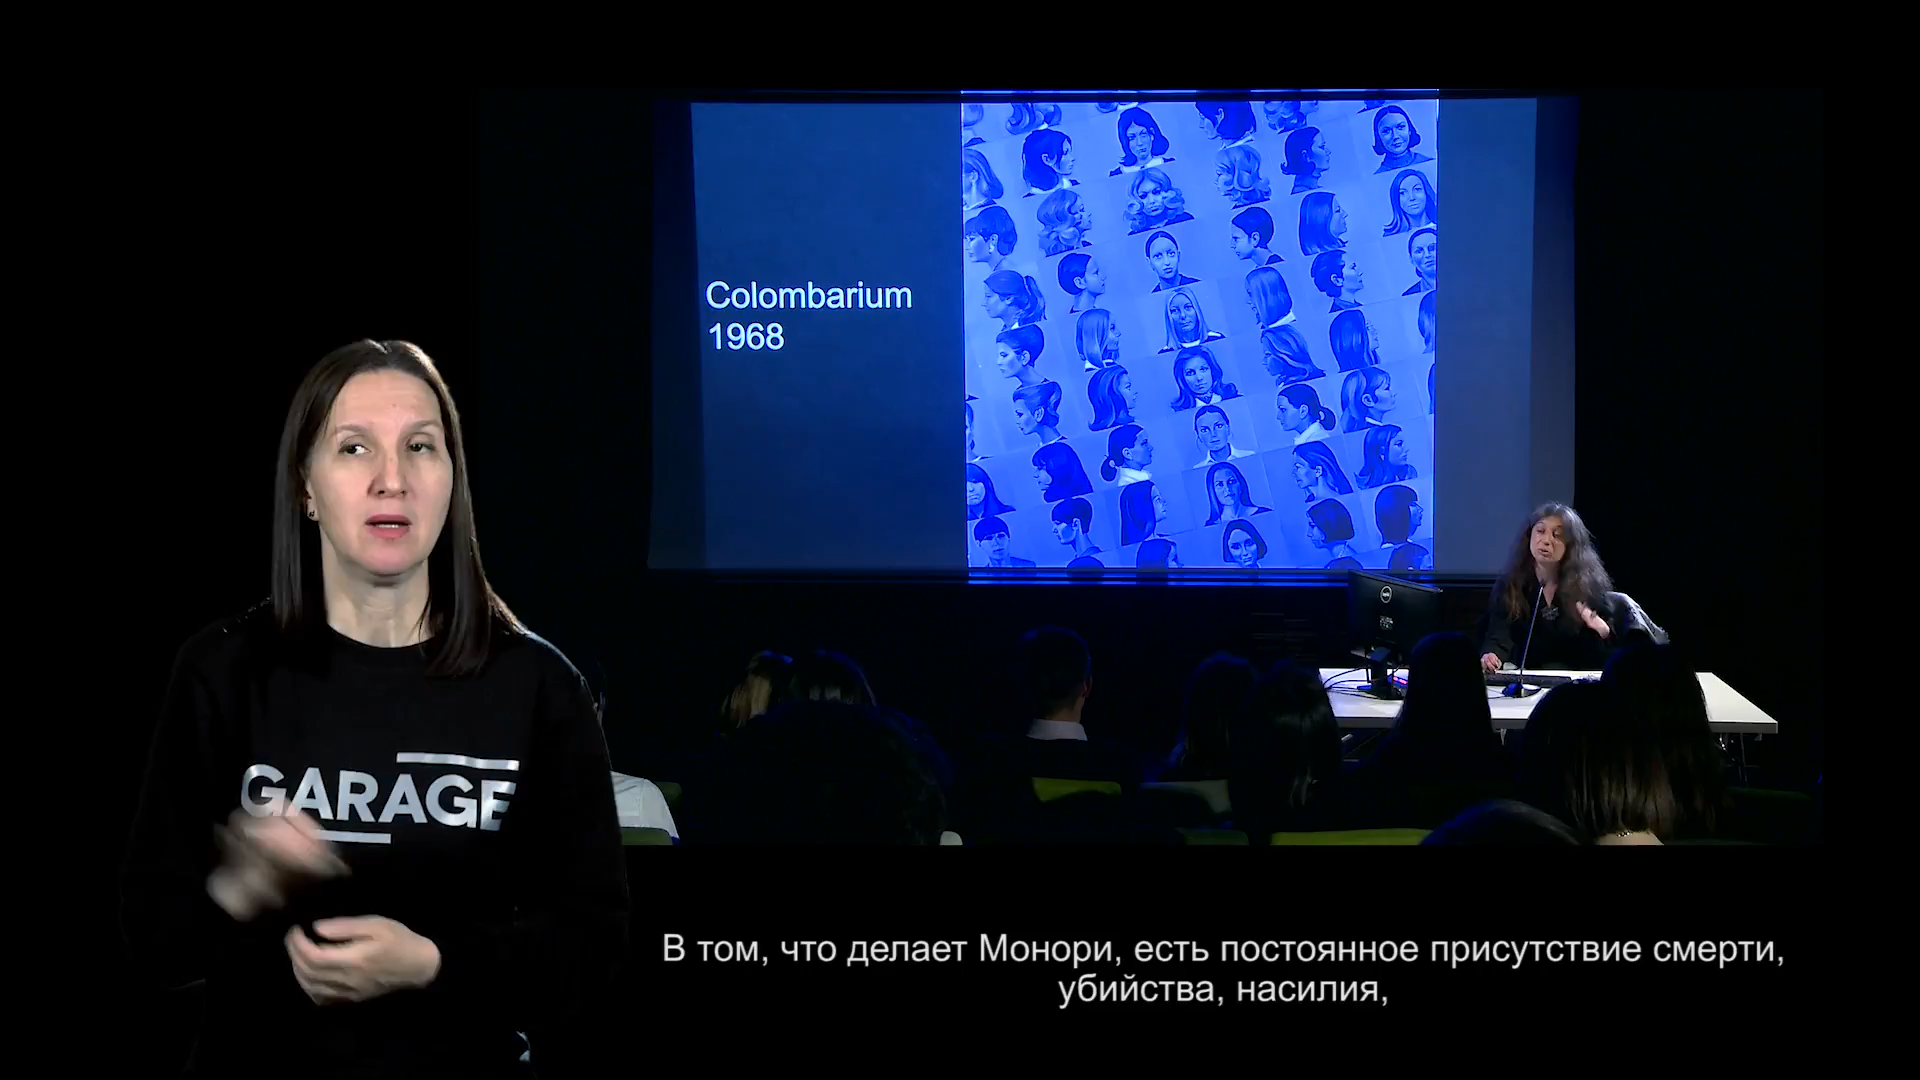 Colombarium
1968
GARAGE
В том, что делает Монори, есть постоянное присутствие смерти,
убийства, насилия,